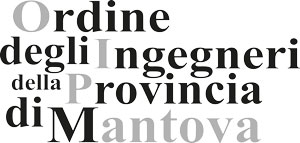 Ordine
degli Ingegneri
della Provincia
di Mantova